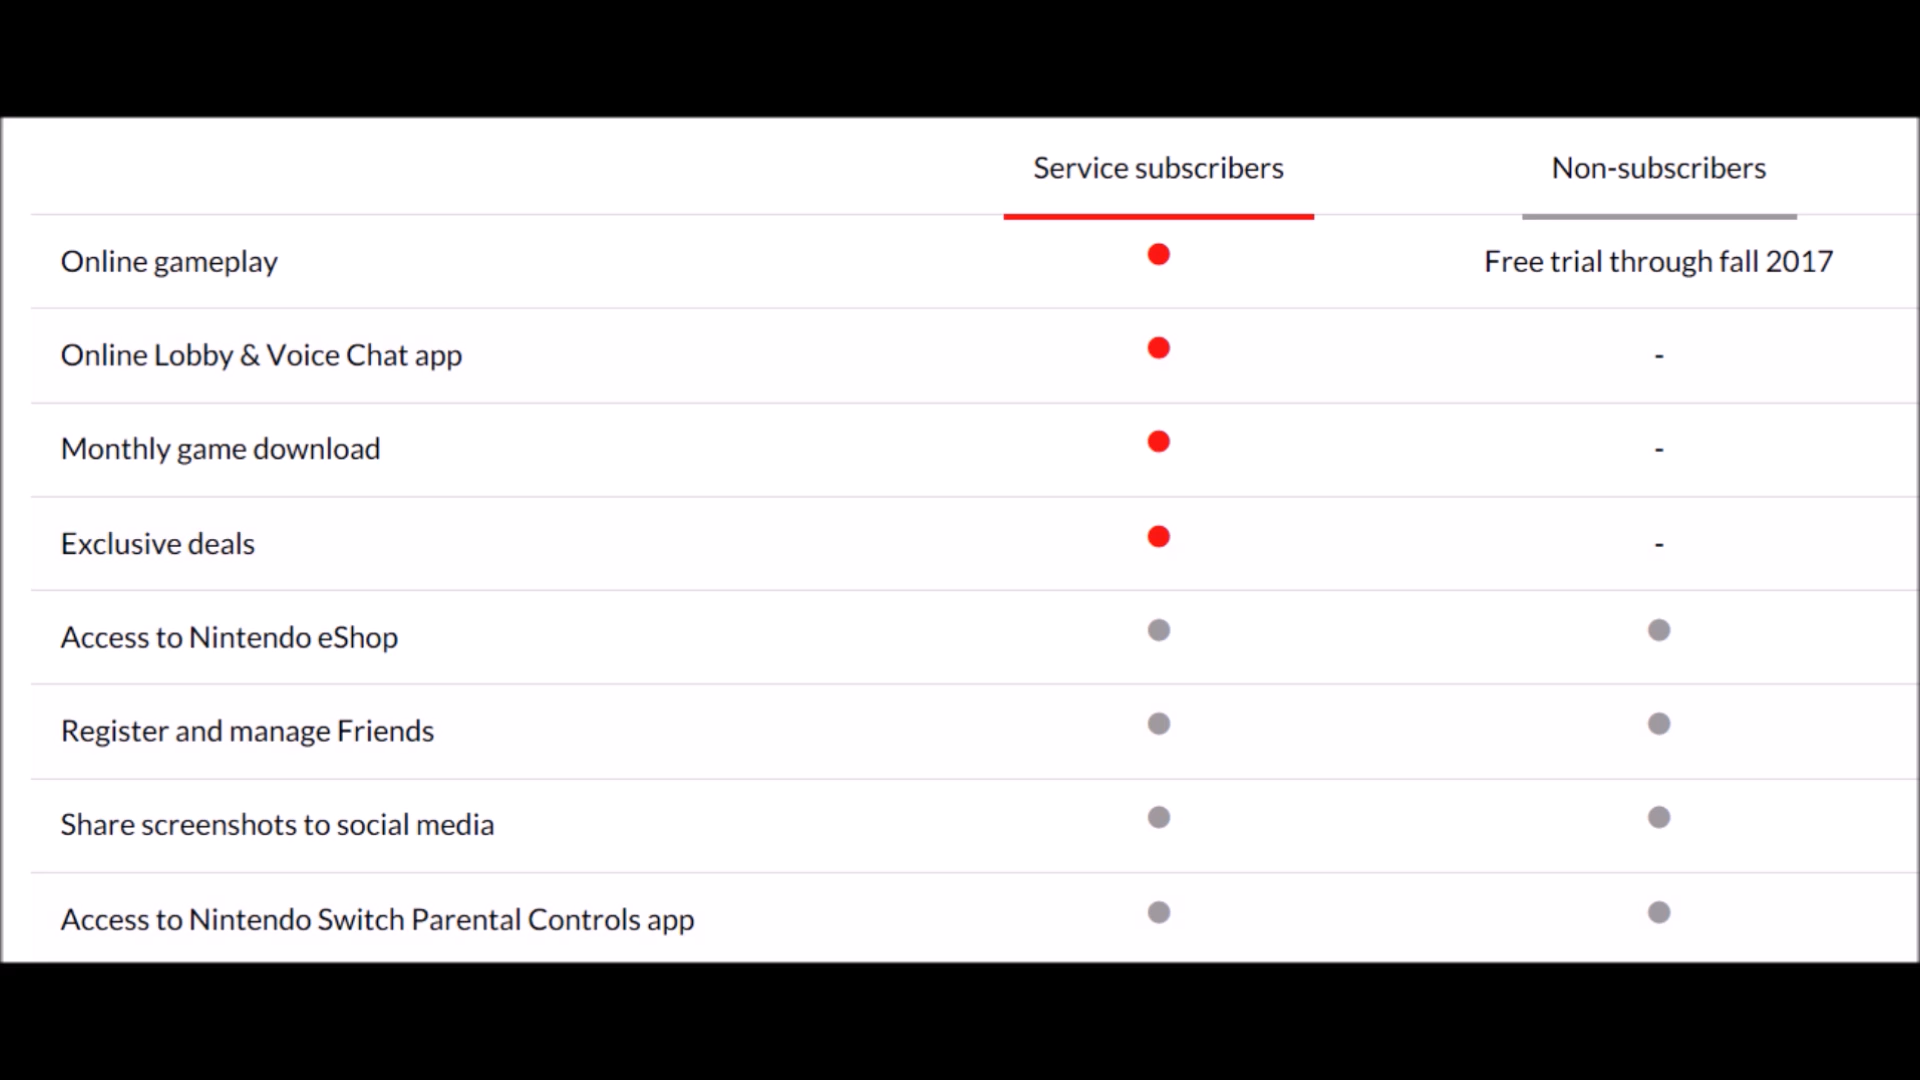 Service subscribers Non-subscribers
Online gameplay Free trial through fall 2017
Online Lobby & Voice Chat app -
Monthly game download -
Exclusive deals -
Access to Nintendo eShop
Register and manage Friends
Share screenshots to social media
Access to Nintendo Switch Parental Controls app